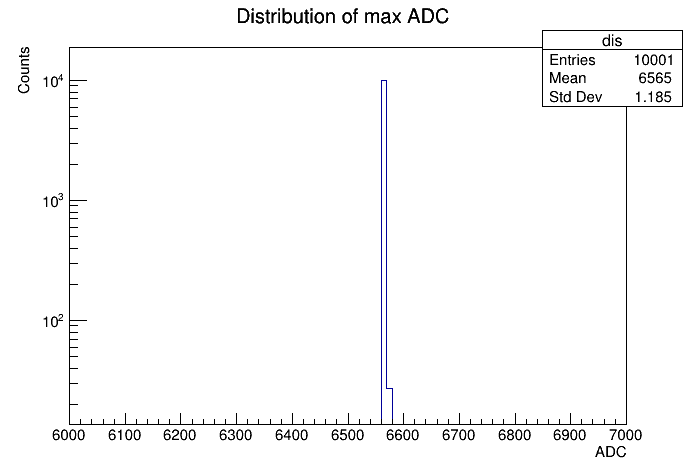 Distribution of max ADC
dis
Entries 10001
Mean 6565
Std Dev 1.185
Counts
10⁴
10³
10²
6000 6100 6200 6300 6400 6500 6600 6700 6800 6900 7000
ADC